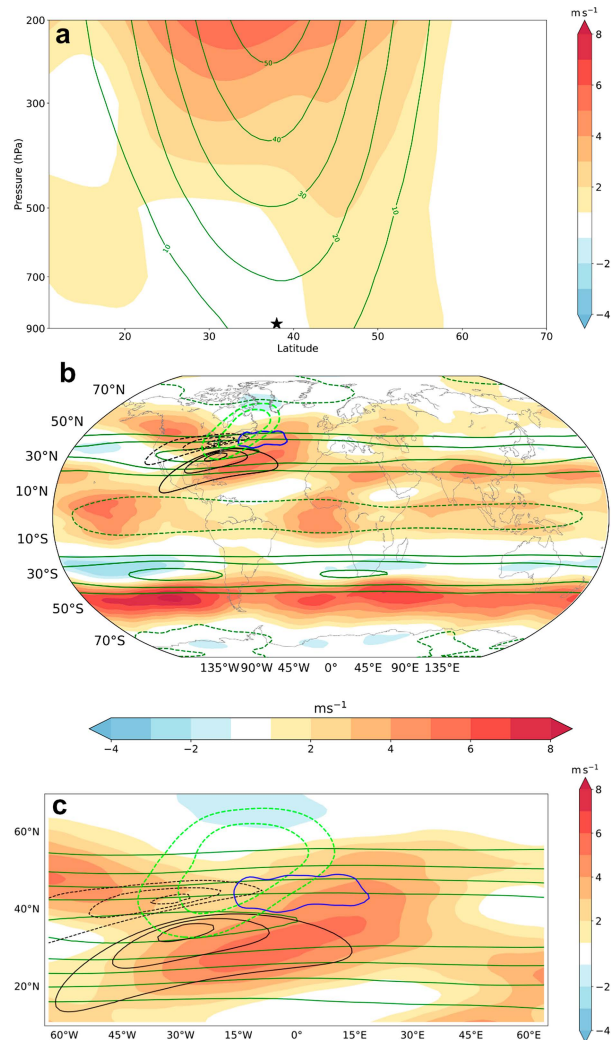 a
m s⁻¹
200
300
500
700
900
Pressure (hPa)
50
40
30
20
10
10
20
30
40
50
60
70
Latitude
8
6
4
2
−2
−4
b
70°N
50°N
30°N
10°N
10°S
30°S
50°S
70°S
135°W 90°W 45°W 0° 45°E 90°E 135°E
ms⁻¹
−4 −2 2 4 6 8
c
m s⁻¹
60°N
40°N
20°N
60°W 45°W 30°W 15°W 0° 15°E 30°E 45°E 60°E
8
6
4
2
−2
−4